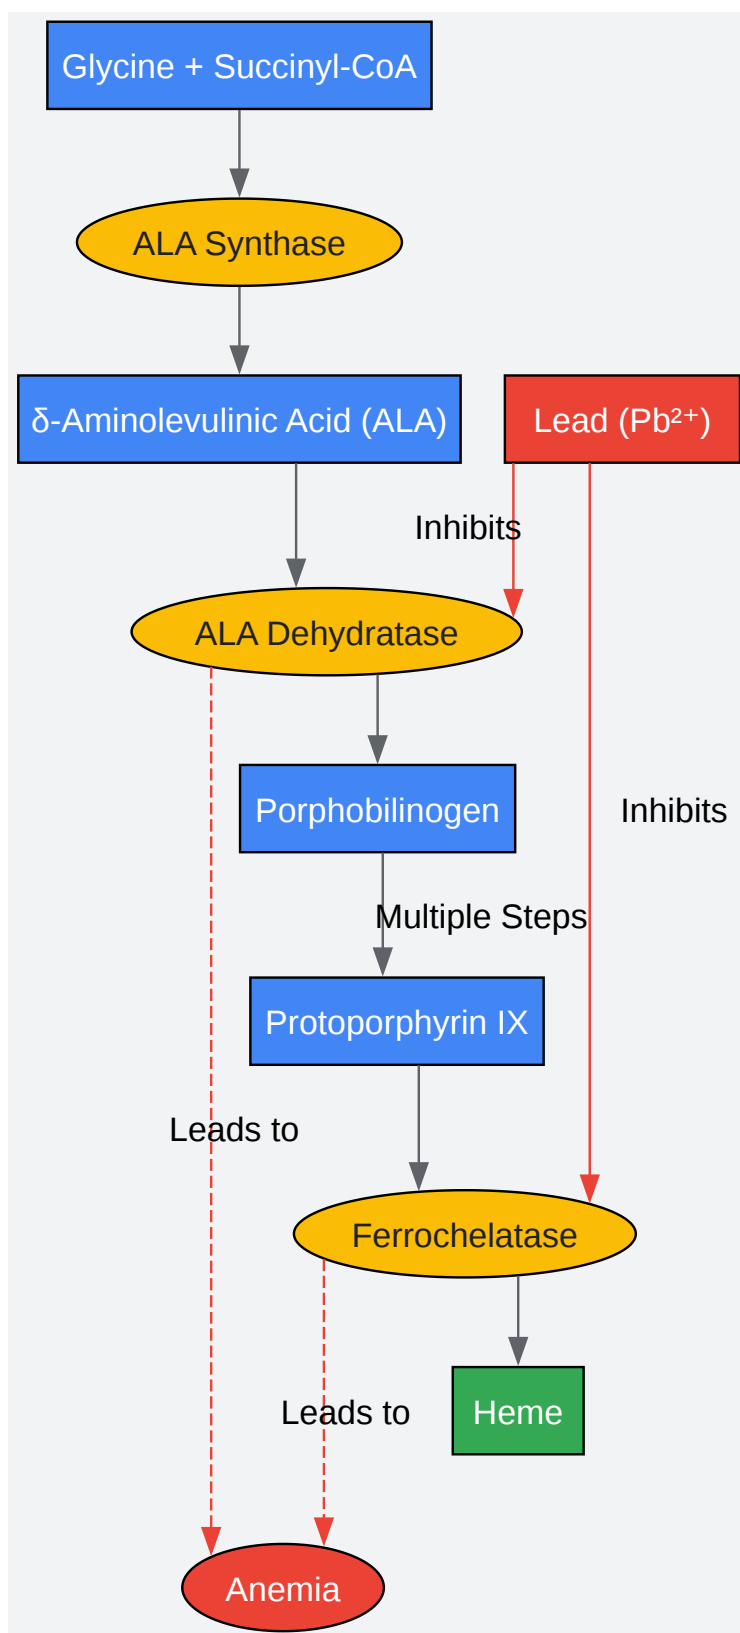 Glycine + Succinyl-CoA
ALA Synthase
δ-Aminolevulinic Acid (ALA)
Lead (Pb²⁺)
Inhibits
ALA Dehydratase
Porphobilinogen
Inhibits
Multiple Steps
Protoporphyrin IX
Leads to
Ferrochelatase
Leads to
Heme
Anemia